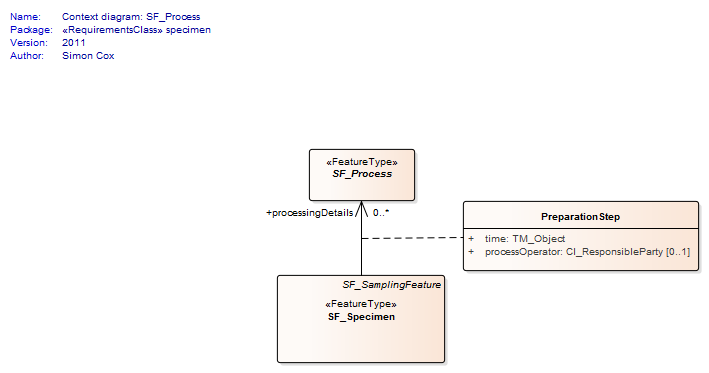 Name: Context diagram: SF_Process
Package: «RequirementsClass» specimen
Version: 2011
Author: Simon Cox
«FeatureType»
SF_Process
+processingDetails 0..*
PreparationStep
+ time: TM_Object
+ processOperator: CI_ResponsibleParty [0..1]
SF_SamplingFeature
«FeatureType»
SF_Specimen